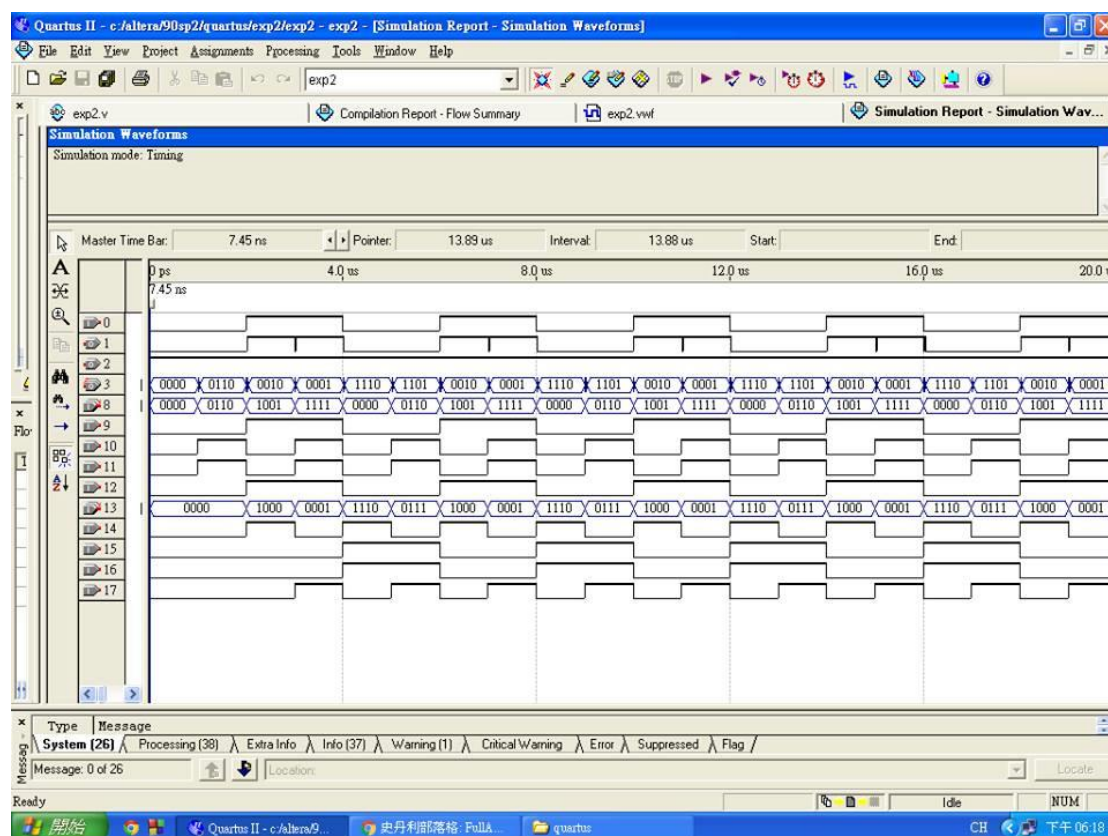 Quartus II - c:/altera/90sp2/quartus/exp2/exp2 - exp2 - [Simulation Report - Simulation Waveforms]
File Edit View Project Assignments Processing Tools Window Help
exp2
exp2.v Compilation Report - Flow Summary exp2.vwf Simulation Report - Simulation Wav...
Simulation Waveforms
Simulation mode: Timing
Master Time Bar: 7.45 ns Pointer: 13.89 us Interval: 13.88 us Start: End:
0 ps 4.0 us 8.0 us 12.0 us 16.0 us 20.0
7.45 ns
0
1
2
3 0000 0110 0010 0001 1110 1101 0010 0001 1110 1101 0010 0001 1110 1101 0010 0001 1110 1101 0010 0001
8 0000 0110 1001 1111 0000 0110 1001 1111 0000 0110 1001 1111 0000 0110 1001 1111 0000 0110 1001 1111
9
10
11
12
13 0000 1000 0001 1110 0111 1000 0001 1110 0111 1000 0001 1110 0111 1000 0001 1110 0111 1000 0001
14
15
16
17
Type Message
System (26) Processing (38) Extra Info Info (37) Warning (1) Critical Warning Error Suppressed Flag
Message: 0 of 26 Location: Locate
Ready Idle NUM
開始 Quartus II - c:/altera/9... 史丹利部落格: FullA... quartus CH 下午 06:18